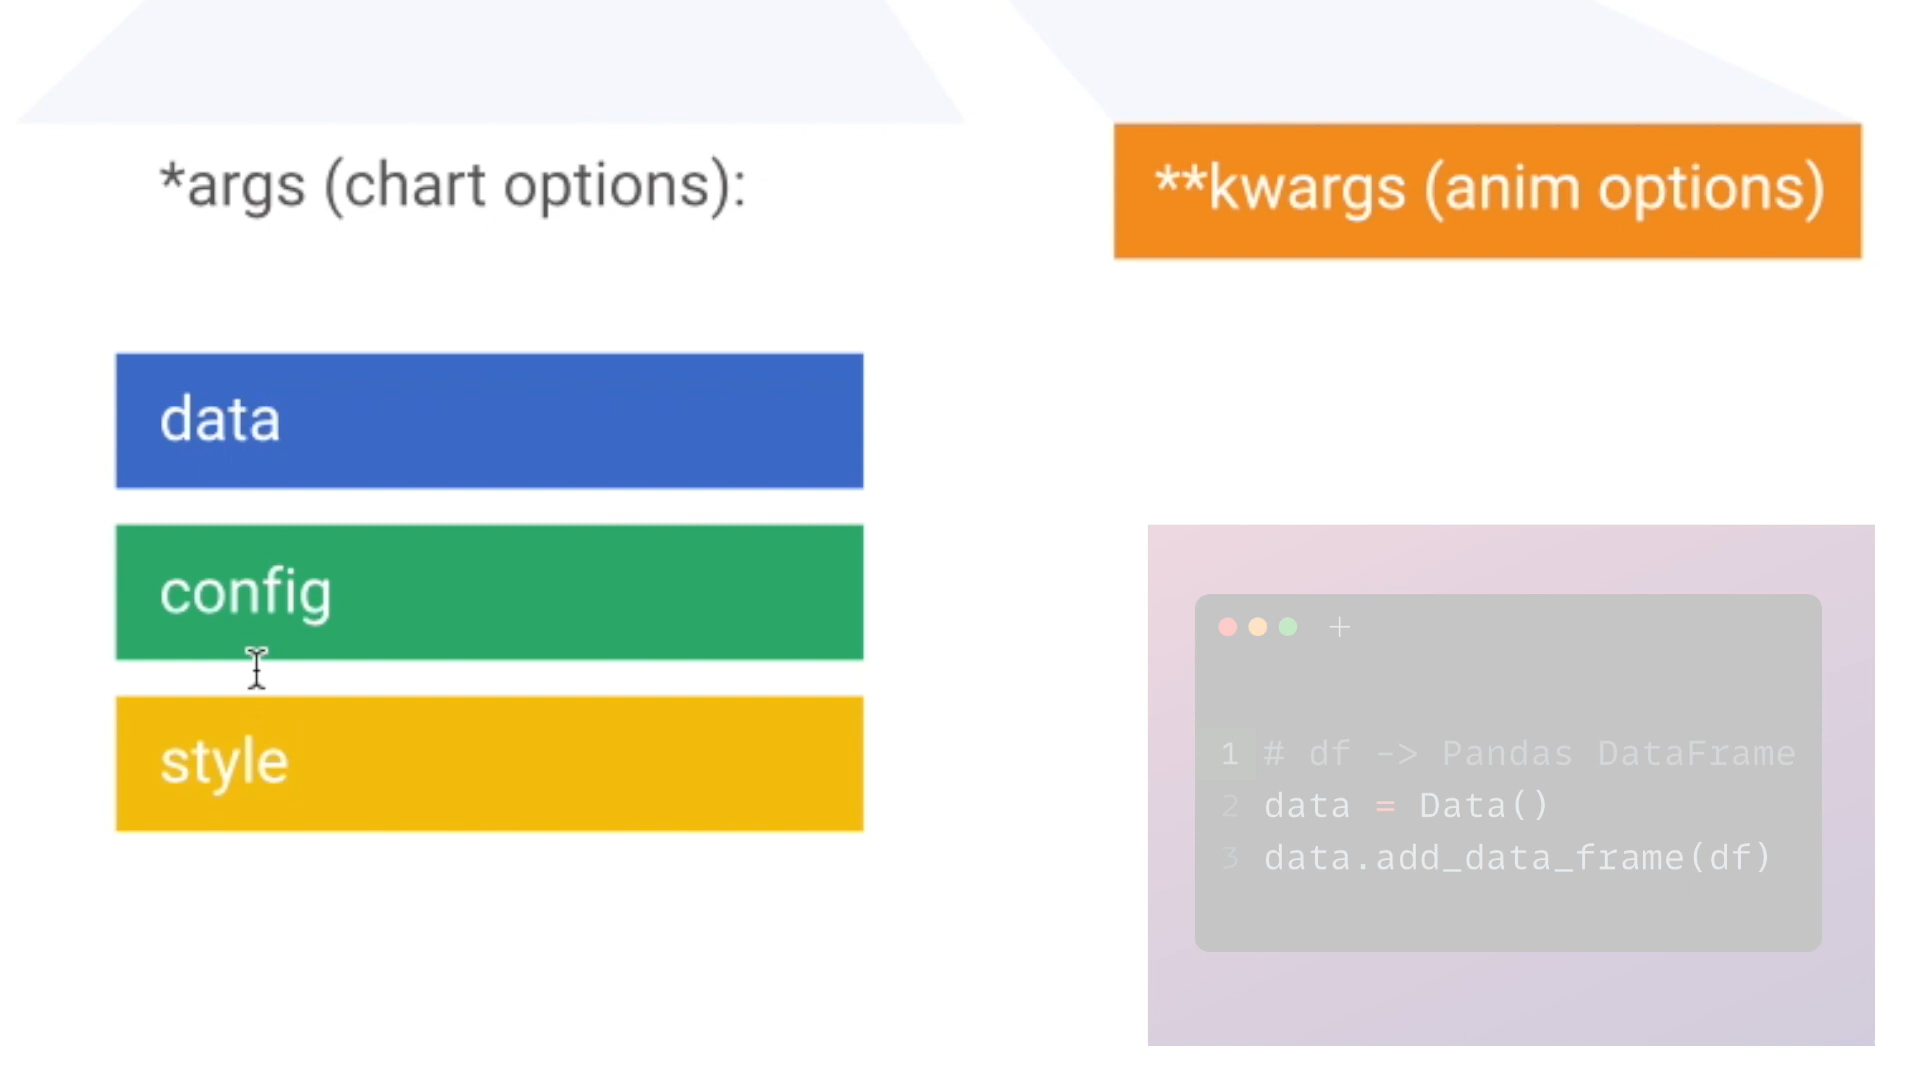 *args (chart options):
**kwargs (anim options)
data
config
style
1 # df -> Pandas DataFrame
2 data = Data()
3 data.add_data_frame(df)